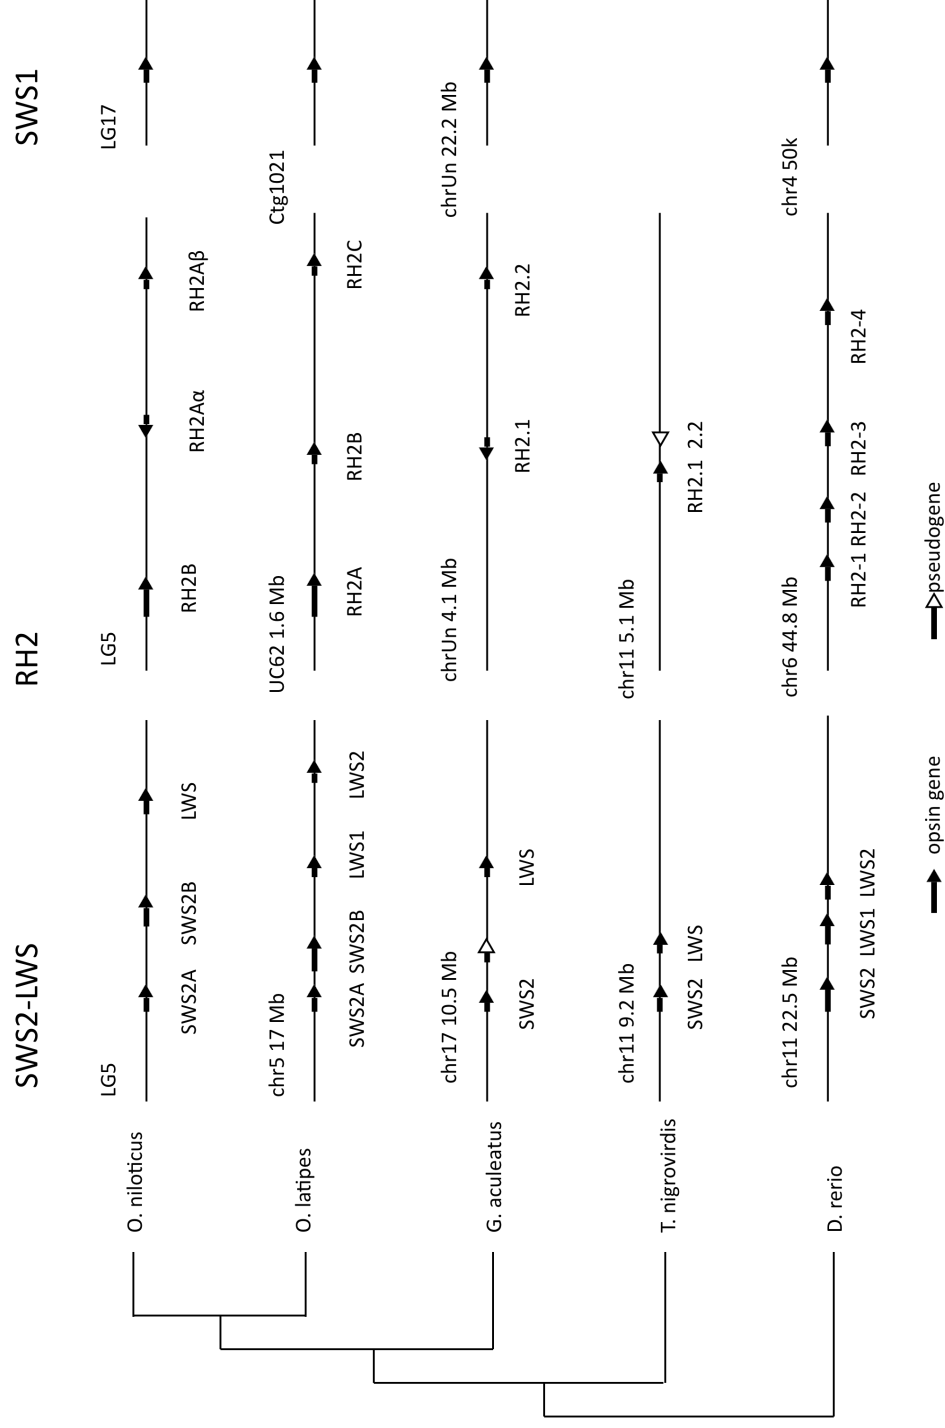 SWS2-LWS
RH2
SWS1
LG5
LG5
LG17
O. niloticus
SWS2A
SWS2B
LWS
RH2B
RH2Aα
RH2Aβ
chr5 17 Mb
UC62 1.6 Mb
Ctg1021
O. latipes
SWS2A
SWS2B
LWS1
LWS2
RH2A
RH2B
RH2C
chr17 10.5 Mb
chrUn 4.1 Mb
chrUn 22.2 Mb
G. aculeatus
SWS2
LWS
RH2.1
RH2.2
chr11 9.2 Mb
chr11 5.1 Mb
T. nigrovirdis
SWS2
LWS
RH2.1
2.2
chr11 22.5 Mb
chr6 44.8 Mb
chr4 50k
D. rerio
SWS2
LWS1
LWS2
RH2-1
RH2-2
RH2-3
RH2-4
opsin gene
pseudogene